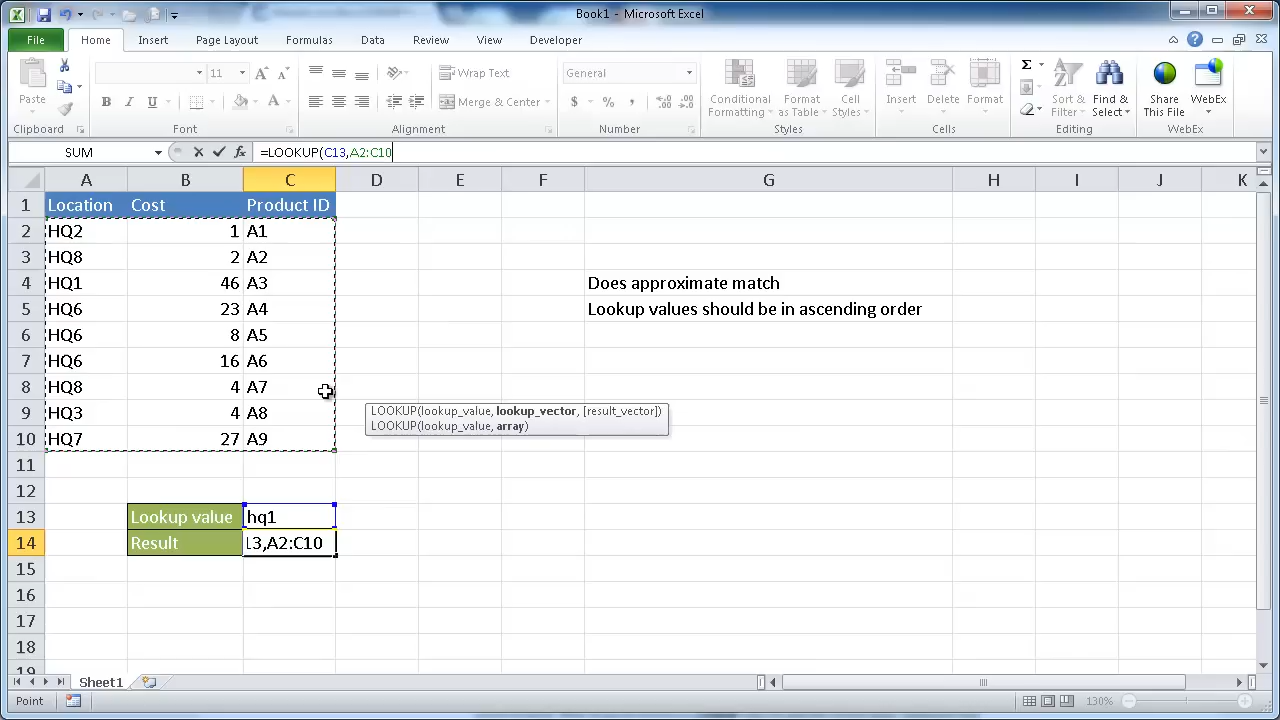 Book1 - Microsoft Excel
File Home Insert Page Layout Formulas Data Review View Developer
Paste
11
Wrap Text
Merge & Center
General
Conditional Formatting
Format as Table
Cell Styles
Insert
Delete
Format
Sort & Filter
Find & Select
Share This File
WebEx
Clipboard Font Alignment Number Styles Cells Editing WebEx
SUM =LOOKUP(C13,A2:C10
A B C D E F G H I J K
1 Location Cost Product ID
2 HQ2 1 A1
3 HQ8 2 A2
4 HQ1 46 A3 Does approximate match
5 HQ6 23 A4 Lookup values should be in ascending order
6 HQ6 8 A5
7 HQ6 16 A6
8 HQ8 4 A7
9 HQ3 4 A8
LOOKUP(lookup_value, lookup_vector, [result_vector])
LOOKUP(lookup_value, array)
10 HQ7 27 A9
11
12
13 Lookup value hq1
14 Result L3,A2:C10
15
16
17
18
19
Sheet1
Point 130%